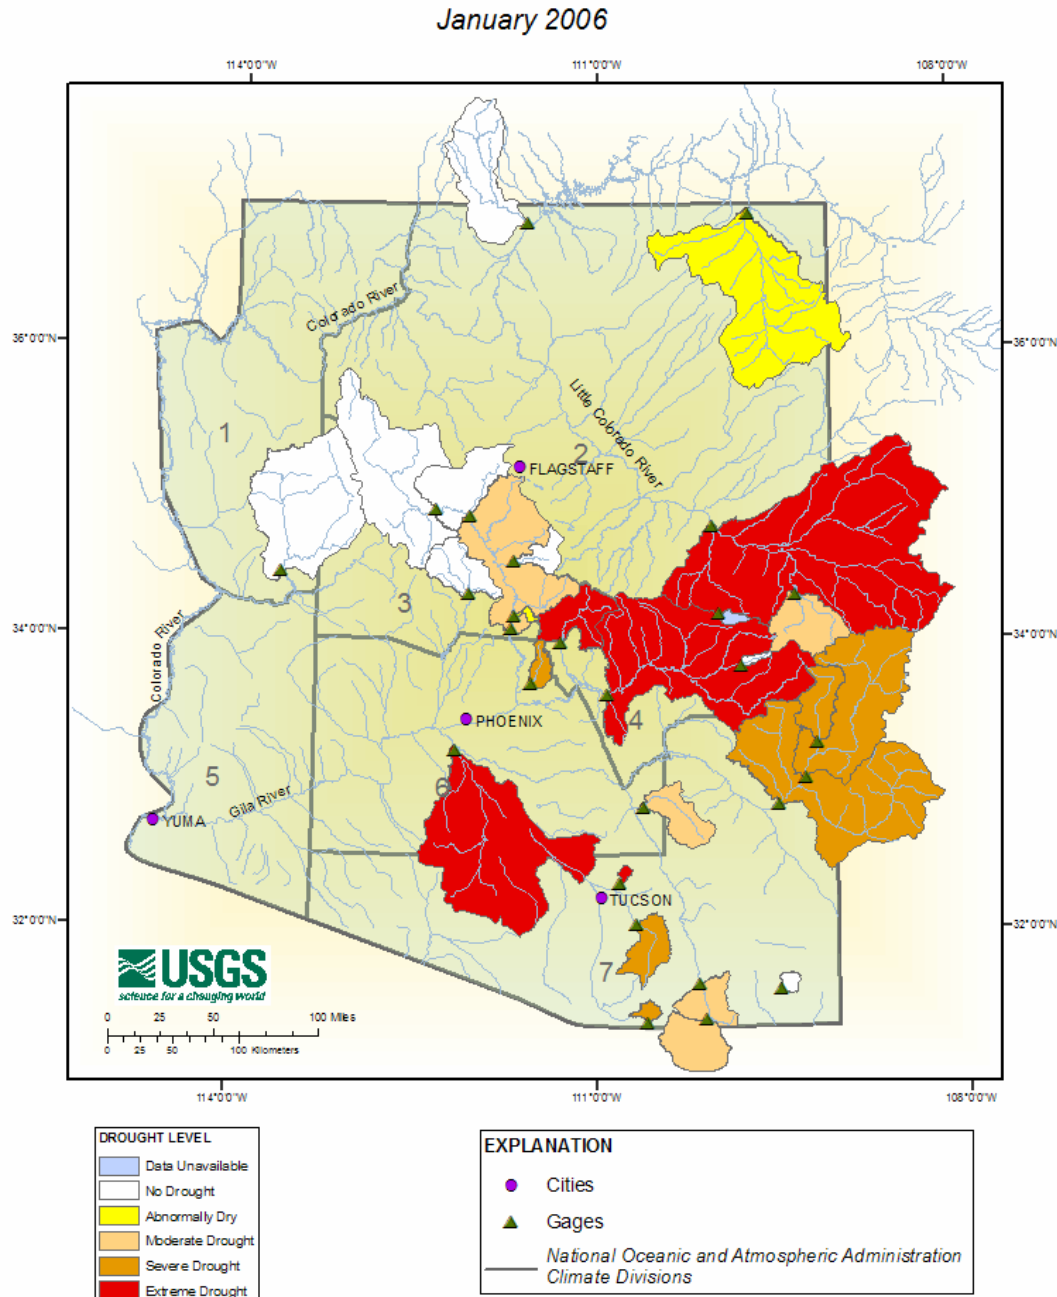 January 2006
114°0'0"W 111°0'0"W 108°0'0"W
36°0'0"N
36°0'0"N
Colorado River
Little Colorado River
1
2
FLAGSTAFF
3
34°0'0"N
34°0'0"N
Colorado River
4
PHOENIX
5
6
Gila River
YUMA
TUCSON
32°0'0"N
32°0'0"N
7
USGS
science for a changing world
0 25 50 100 Miles
0 25 50 100 Kilometers
114°0'0"W 111°0'0"W 108°0'0"W
DROUGHT LEVEL
Data Unavailable
No Drought
Abnormally Dry
Moderate Drought
Severe Drought
Extreme Drought
EXPLANATION
Cities
Gages
National Oceanic and Atmospheric Administration
Climate Divisions